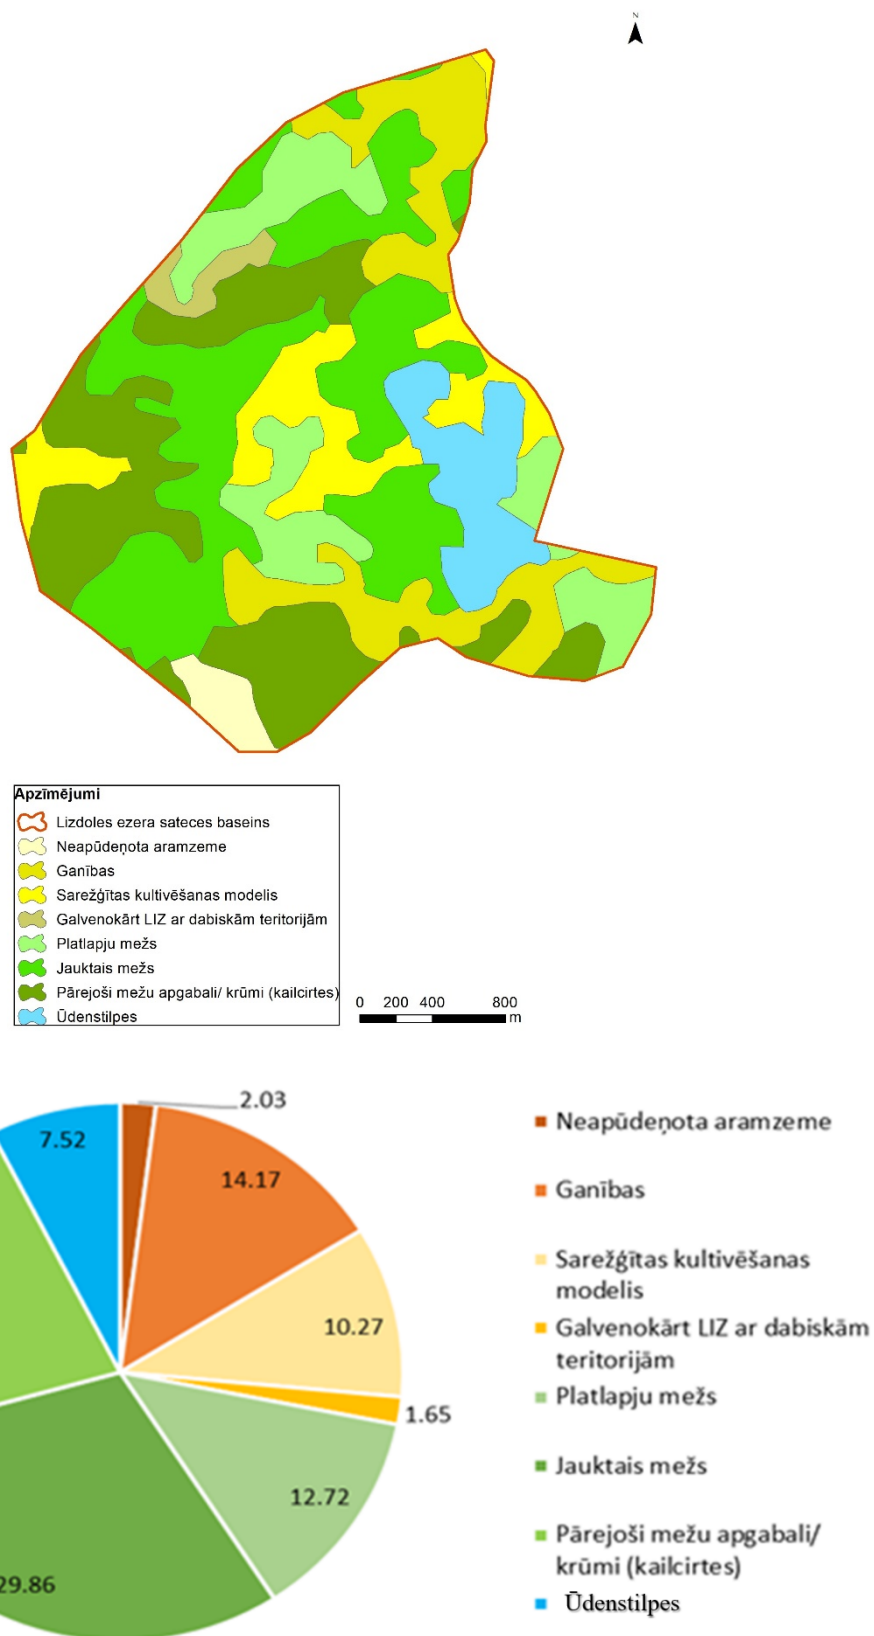 N
Apzīmējumi
Lizdoles ezera sateces baseins
Neapūdeņota aramzeme
Ganības
Sarežģītas kultivēšanas modelis
Galvenokārt LIZ ar dabiskām teritorijām
Platlapju mežs
Jauktais mežs
Pārejoši mežu apgabali/ krūmi (kailcirtes)
Ūdenstilpes
0 200 400 800
m
2.03
7.52
14.17
10.27
1.65
12.72
29.86
Neapūdeņota aramzeme
Ganības
Sarežģītas kultivēšanas
modelis
Galvenokārt LIZ ar dabiskām
teritorijām
Platlapju mežs
Jauktais mežs
Pārejoši mežu apgabali/
krūmi (kailcirtes)
Ūdenstilpes